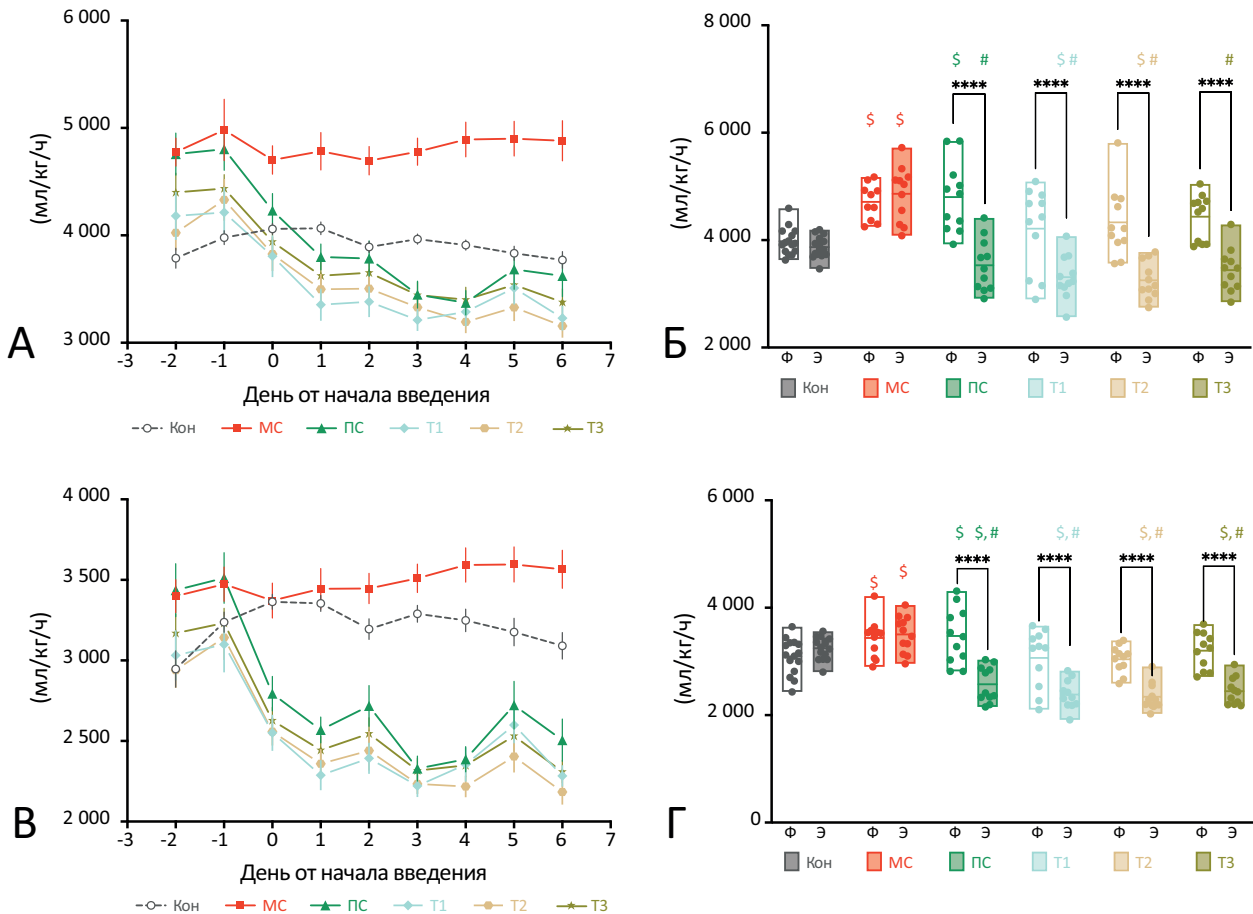 6 000
5 000
4 000
3 000
(мл/кг/ч)
-3 -2 -1 0 1 2 3 4 5 6 7
День от начала введения
Кон МС ПС Т1 Т2 Т3
А
8 000
6 000
4 000
2 000
(мл/кг/ч)
$ $ $ # $ # $ # #
**** **** **** ****
Ф Э Ф Э Ф Э Ф Э Ф Э Ф Э
Кон МС ПС Т1 Т2 Т3
Б
4 000
3 500
3 000
2 500
2 000
(мл/кг/ч)
-3 -2 -1 0 1 2 3 4 5 6 7
День от начала введения
Кон МС ПС Т1 Т2 Т3
В
6 000
4 000
2 000
0
(мл/кг/ч)
$ $ $ $, # $, # $, # $, #
**** **** **** ****
Ф Э Ф Э Ф Э Ф Э Ф Э Ф Э
Кон МС ПС Т1 Т2 Т3
Г